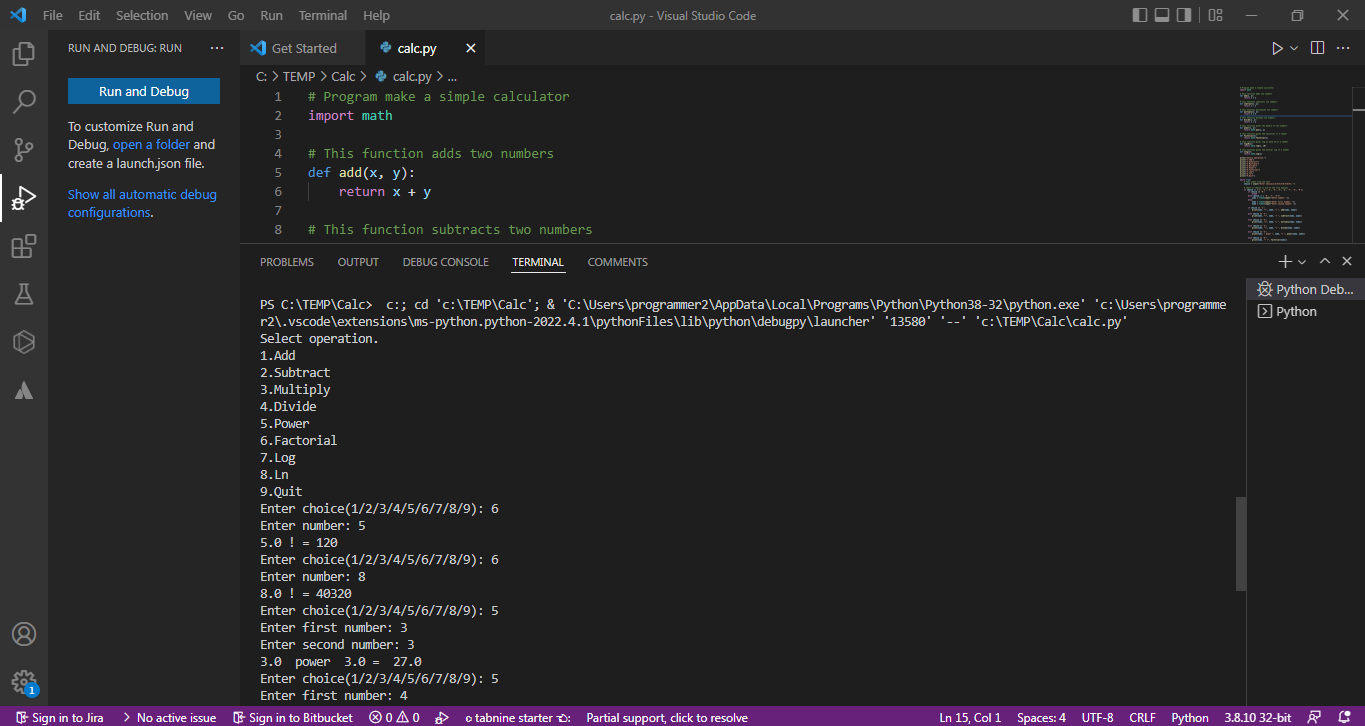 File Edit Selection View Go Run Terminal Help
calc.py - Visual Studio Code
RUN AND DEBUG: RUN ···
Get Started
calc.py
Run and Debug
To customize Run and
Debug, open a folder and
create a launch.json file.
Show all automatic debug
configurations.
C: > TEMP > Calc > calc.py > ...
1 # Program make a simple calculator
2 import math
3
4 # This function adds two numbers
5 def add(x, y):
6 return x + y
7
8 # This function subtracts two numbers
PROBLEMS OUTPUT DEBUG CONSOLE TERMINAL COMMENTS
PS C:\TEMP\Calc>  c:; cd 'c:\TEMP\Calc'; & 'C:\Users\programmer2\AppData\Local\Programs\Python\Python38-32\python.exe' 'c:\Users\programme
r2\.vscode\extensions\ms-python.python-2022.4.1\pythonFiles\lib\python\debugpy\launcher' '13580' '--' 'c:\TEMP\Calc\calc.py'
Select operation.
1.Add
2.Subtract
3.Multiply
4.Divide
5.Power
6.Factorial
7.Log
8.Ln
9.Quit
Enter choice(1/2/3/4/5/6/7/8/9): 6
Enter number: 5
5.0 ! = 120
Enter choice(1/2/3/4/5/6/7/8/9): 6
Enter number: 8
8.0 ! = 40320
Enter choice(1/2/3/4/5/6/7/8/9): 5
Enter first number: 3
Enter second number: 3
3.0  power  3.0 =  27.0
Enter choice(1/2/3/4/5/6/7/8/9): 5
Enter first number: 4
Python Deb...
Python
1
Sign in to Jira > No active issue Sign in to Bitbucket 0 0 tabnine starter Partial support, click to resolve Ln 15, Col 1 Spaces: 4 UTF-8 CRLF Python 3.8.10 32-bit